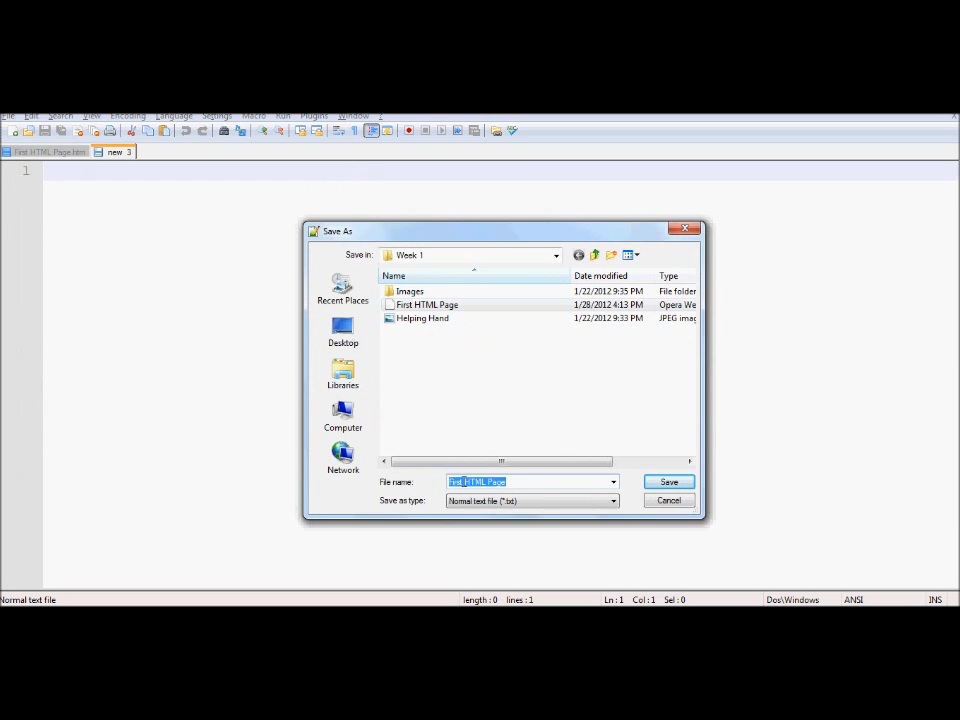 File Edit Search View Encoding Language Settings Macro Run Plugins Window ?
First HTML Page.htm new 3
1
Save As
Save in: Week 1
Name Date modified Type
Images 1/22/2012 9:35 PM File folder
First HTML Page 1/28/2012 4:13 PM Opera We
Helping Hand 1/22/2012 9:33 PM JPEG imag
Recent Places
Desktop
Libraries
Computer
Network
File name: First HTML Page Save
Save as type: Normal text file (*.txt) Cancel
Normal text file length : 0 lines : 1 Ln : 1 Col : 1 Sel : 0 Dos\Windows ANSI INS